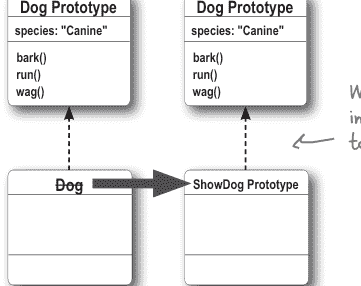 Dog Prototype
species: "Canine"
bark()
run()
wag()
Dog Prototype
species: "Canine"
bark()
run()
wag()
Dog
ShowDog Prototype